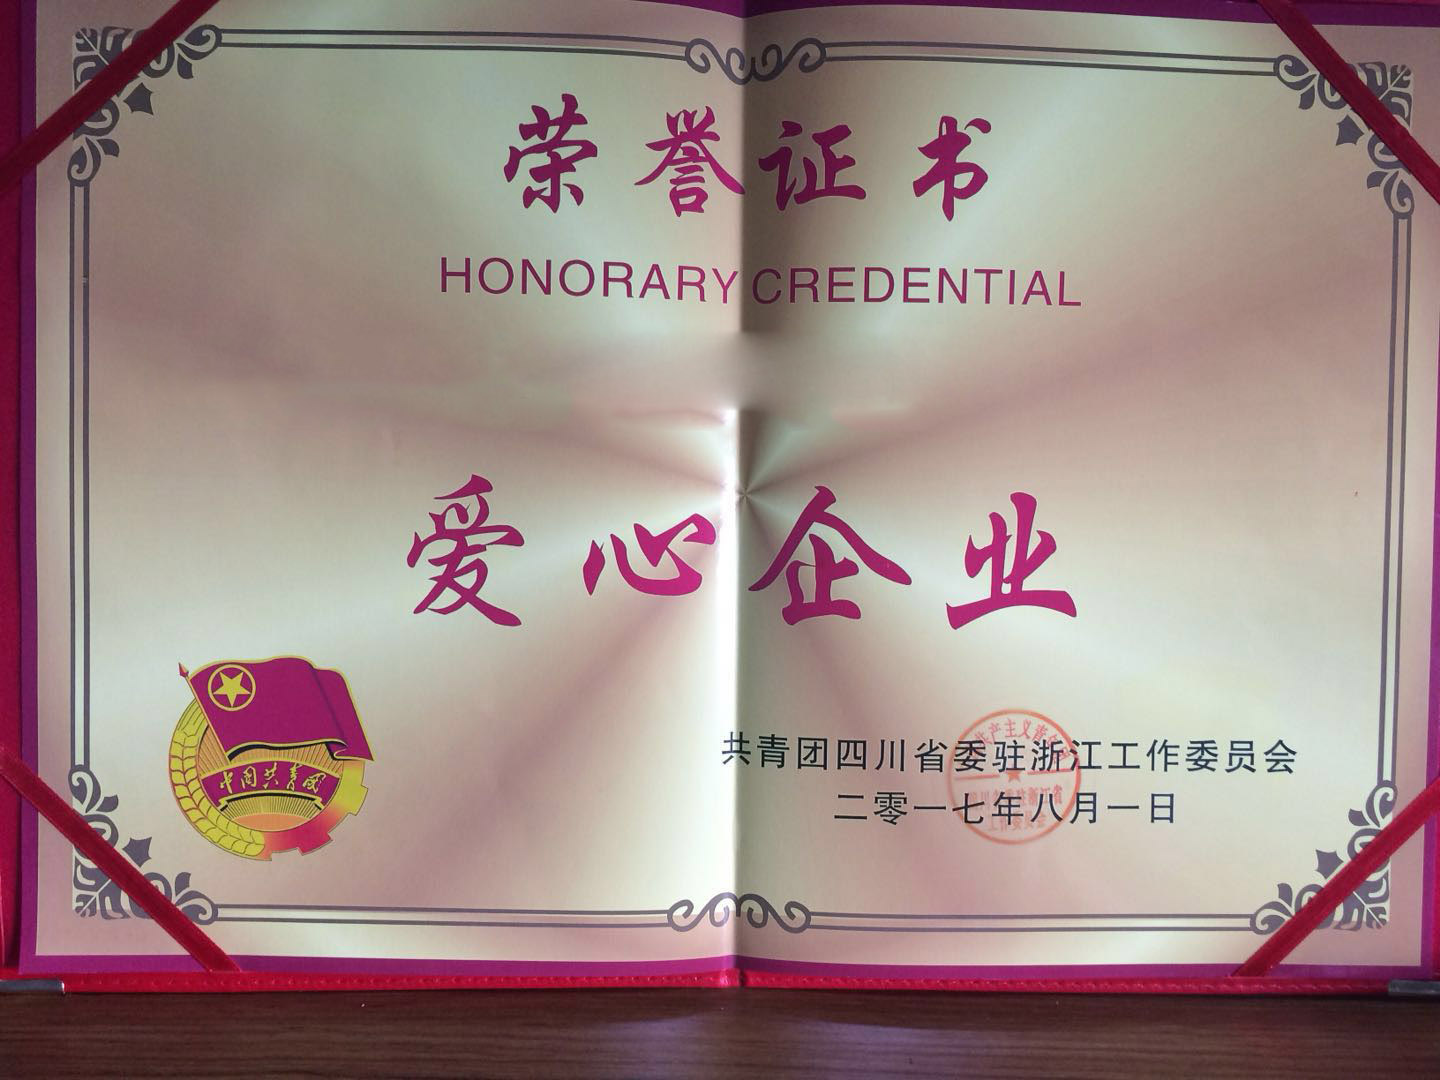 荣誉证书
HONORARY CREDENTIAL
爱心企业
中国共青团
共青团四川省委驻浙江工作委员会
二零一七年八月一日